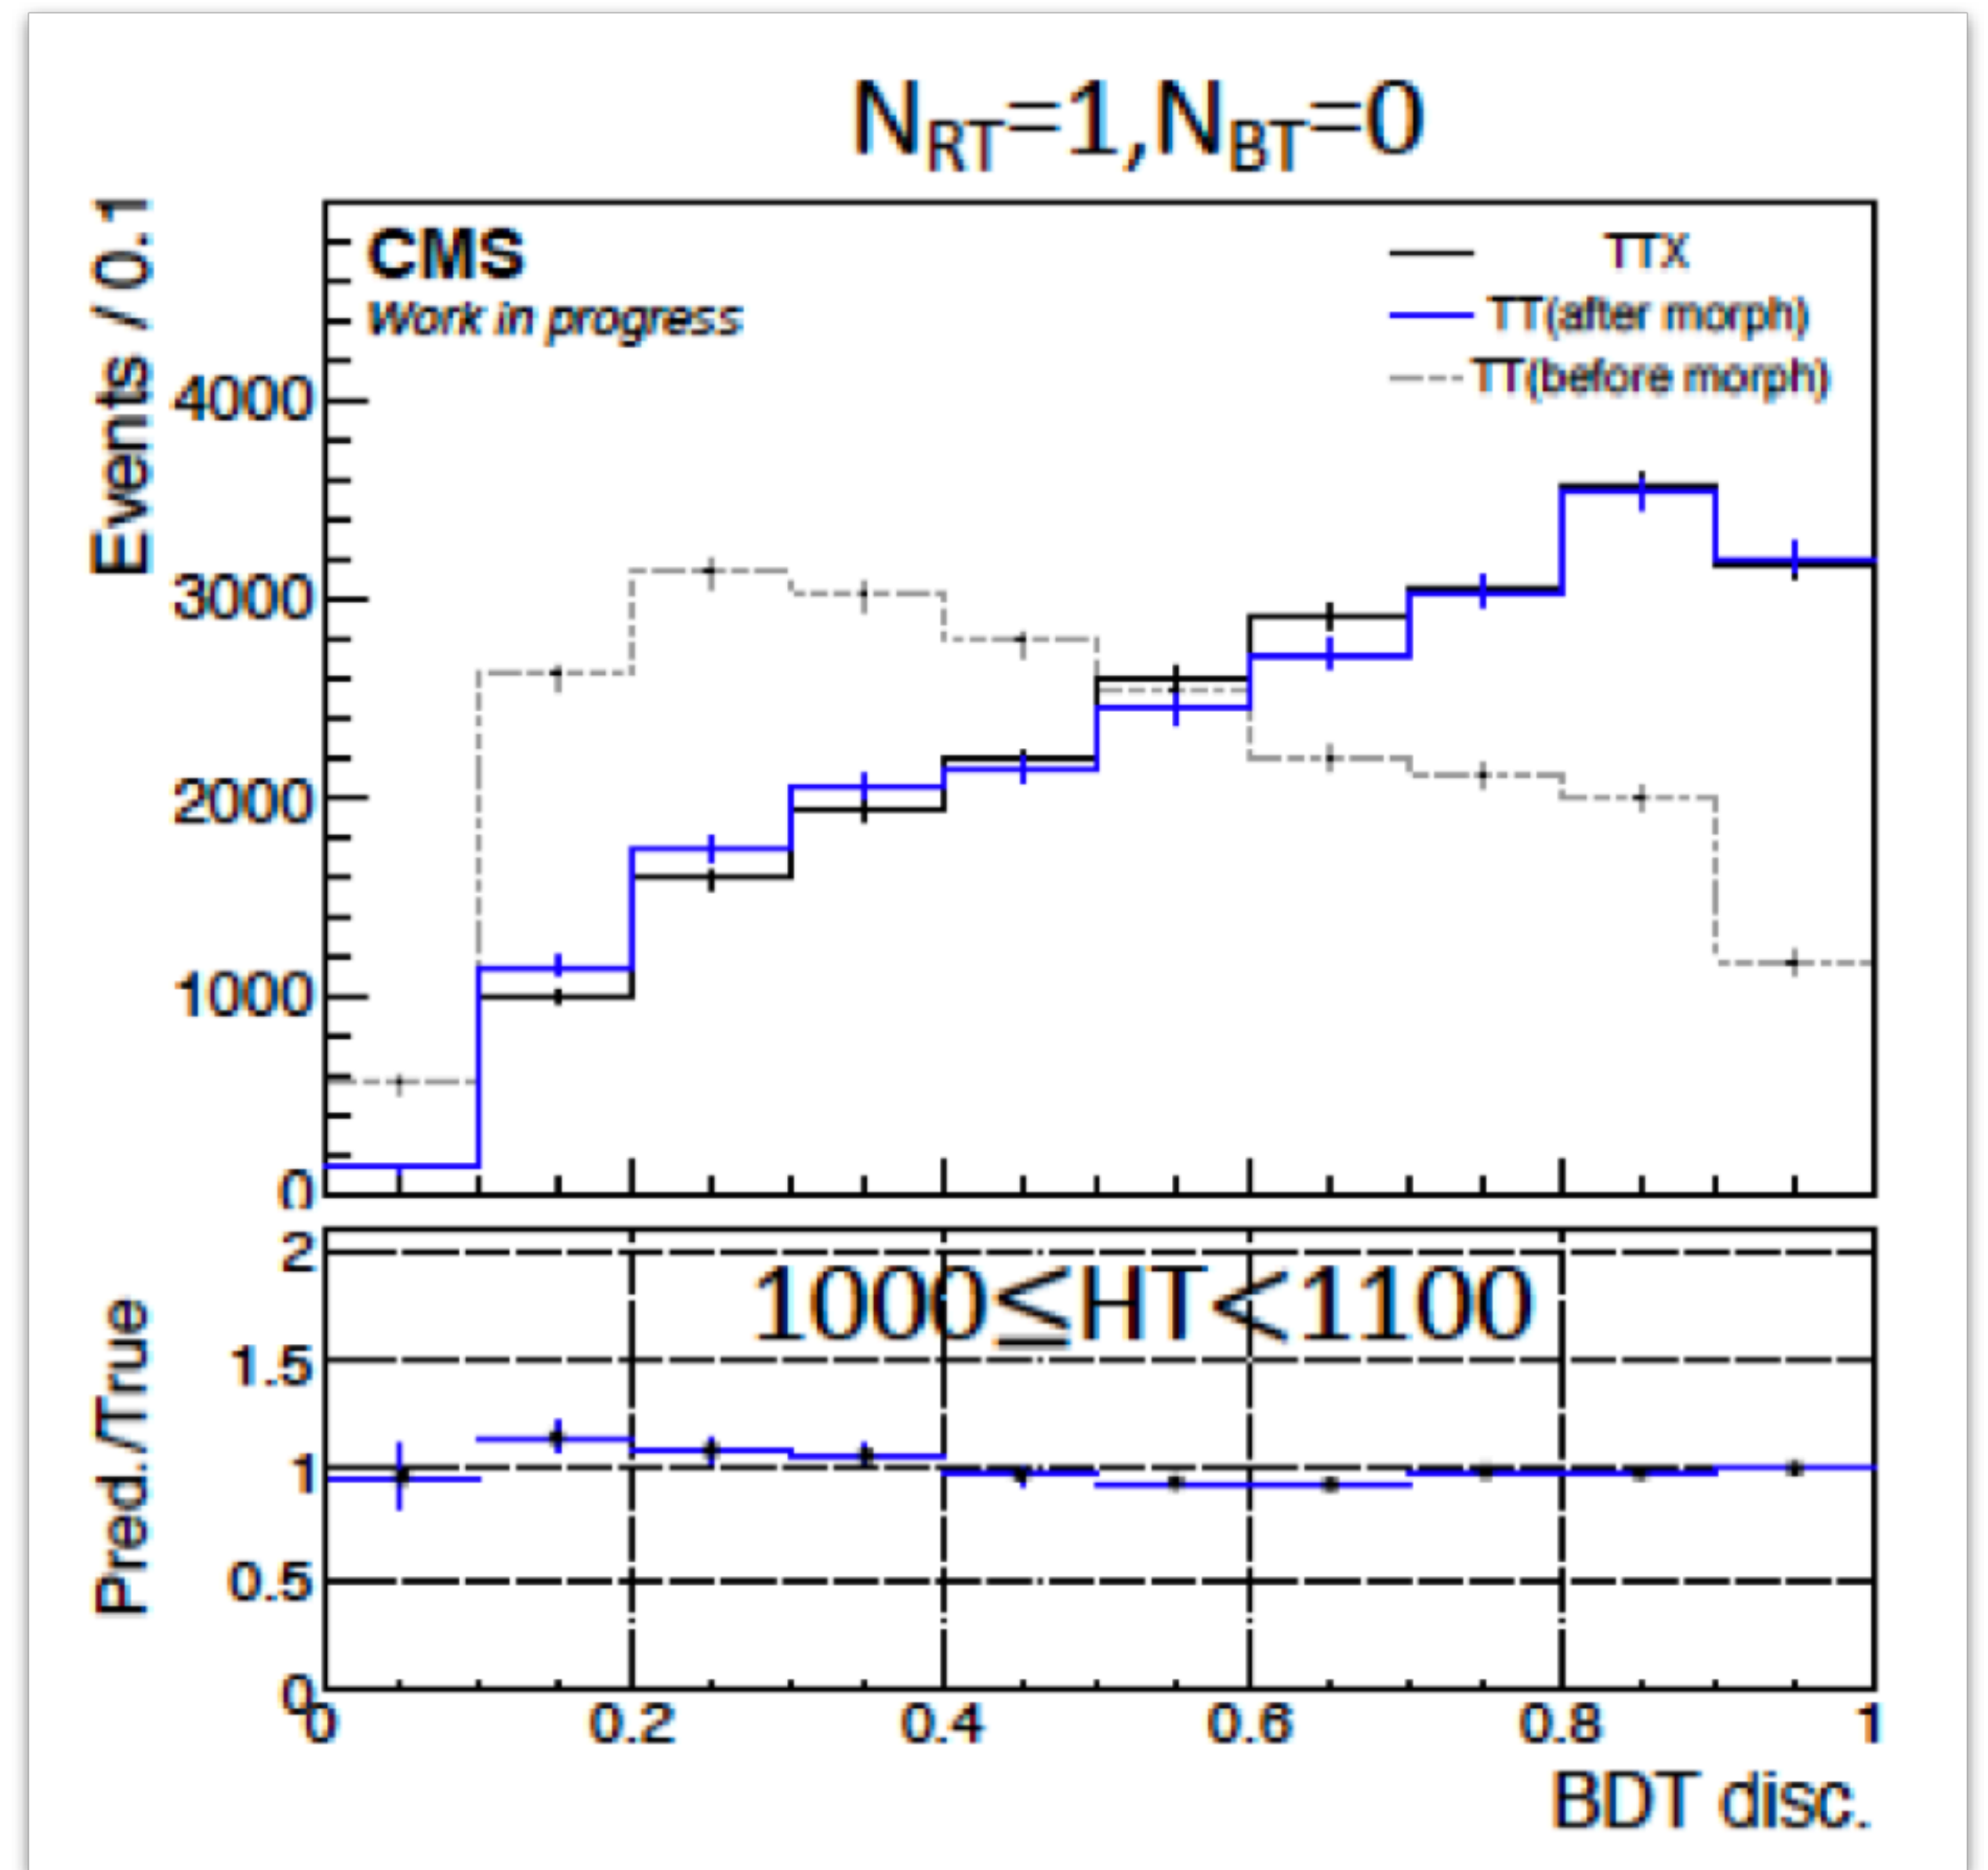 N_RT=1,N_BT=0
Events / 0.1
CMS
Work in progress
TTX
TT(after morph)
TT(before morph)
4000
3000
2000
1000
0
Pred./True
1000≦HT<1100
2
1.5
1
0.5
0
0 0.2 0.4 0.6 0.8 1
BDT disc.